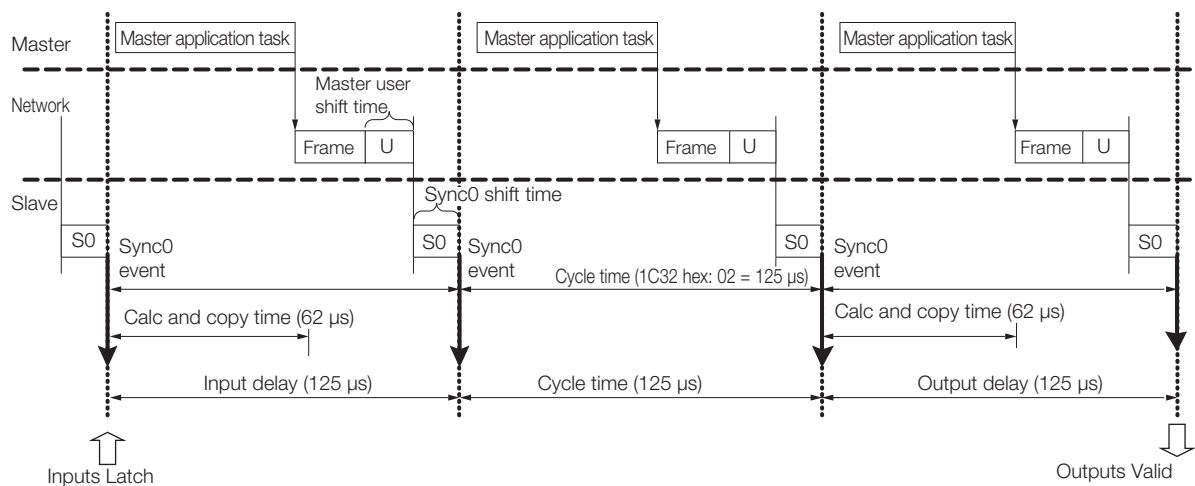 Master
Master application task
Master application task
Master application task
Network
Master user
shift time
Frame
U
Frame
U
Frame
U
Slave
Sync0 shift time
S0
Sync0
event
S0
Sync0
event
S0
Sync0
event
S0
Cycle time (1C32 hex: 02 = 125 µs)
Calc and copy time (62 µs)
Calc and copy time (62 µs)
Input delay (125 µs)
Cycle time (125 µs)
Output delay (125 µs)
Inputs Latch
Outputs Valid